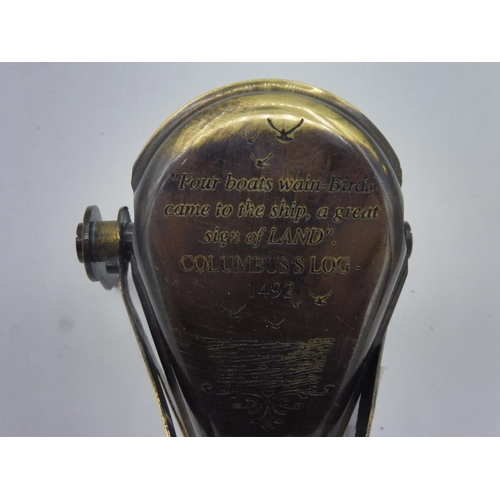 "Four boats wain-Birds
came to the ship, a great
sign of LAND".
COLUMBUS'S LOG -
1492